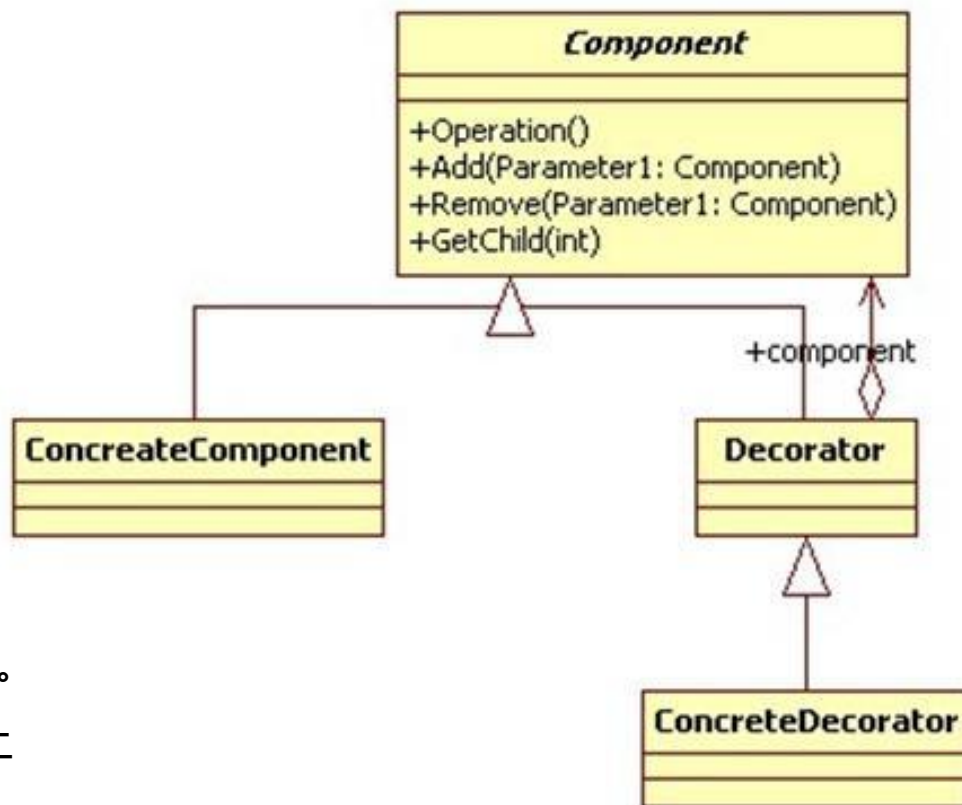 Component
+Operation()
+Add(Parameter1: Component)
+Remove(Parameter1: Component)
+GetChild(int)
+component
ConcreateComponent
Decorator
ConcreteDecorator